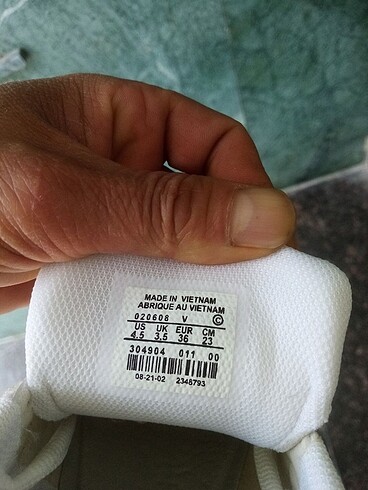 MADE IN VIETNAM
ABRIQUE AU VIETNAM
020608 V ©
US UK EUR CM
4.5 3.5 36 23
304904 011 00
08-21-02 2348793